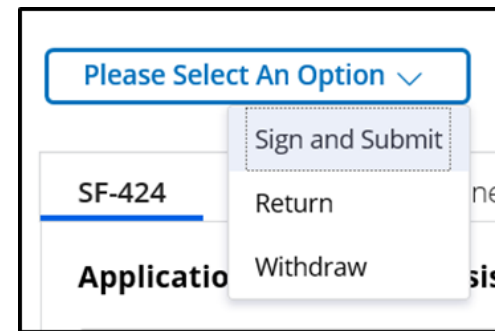 Please Select An Option
Sign and Submit
SF-424
Return
Withdraw